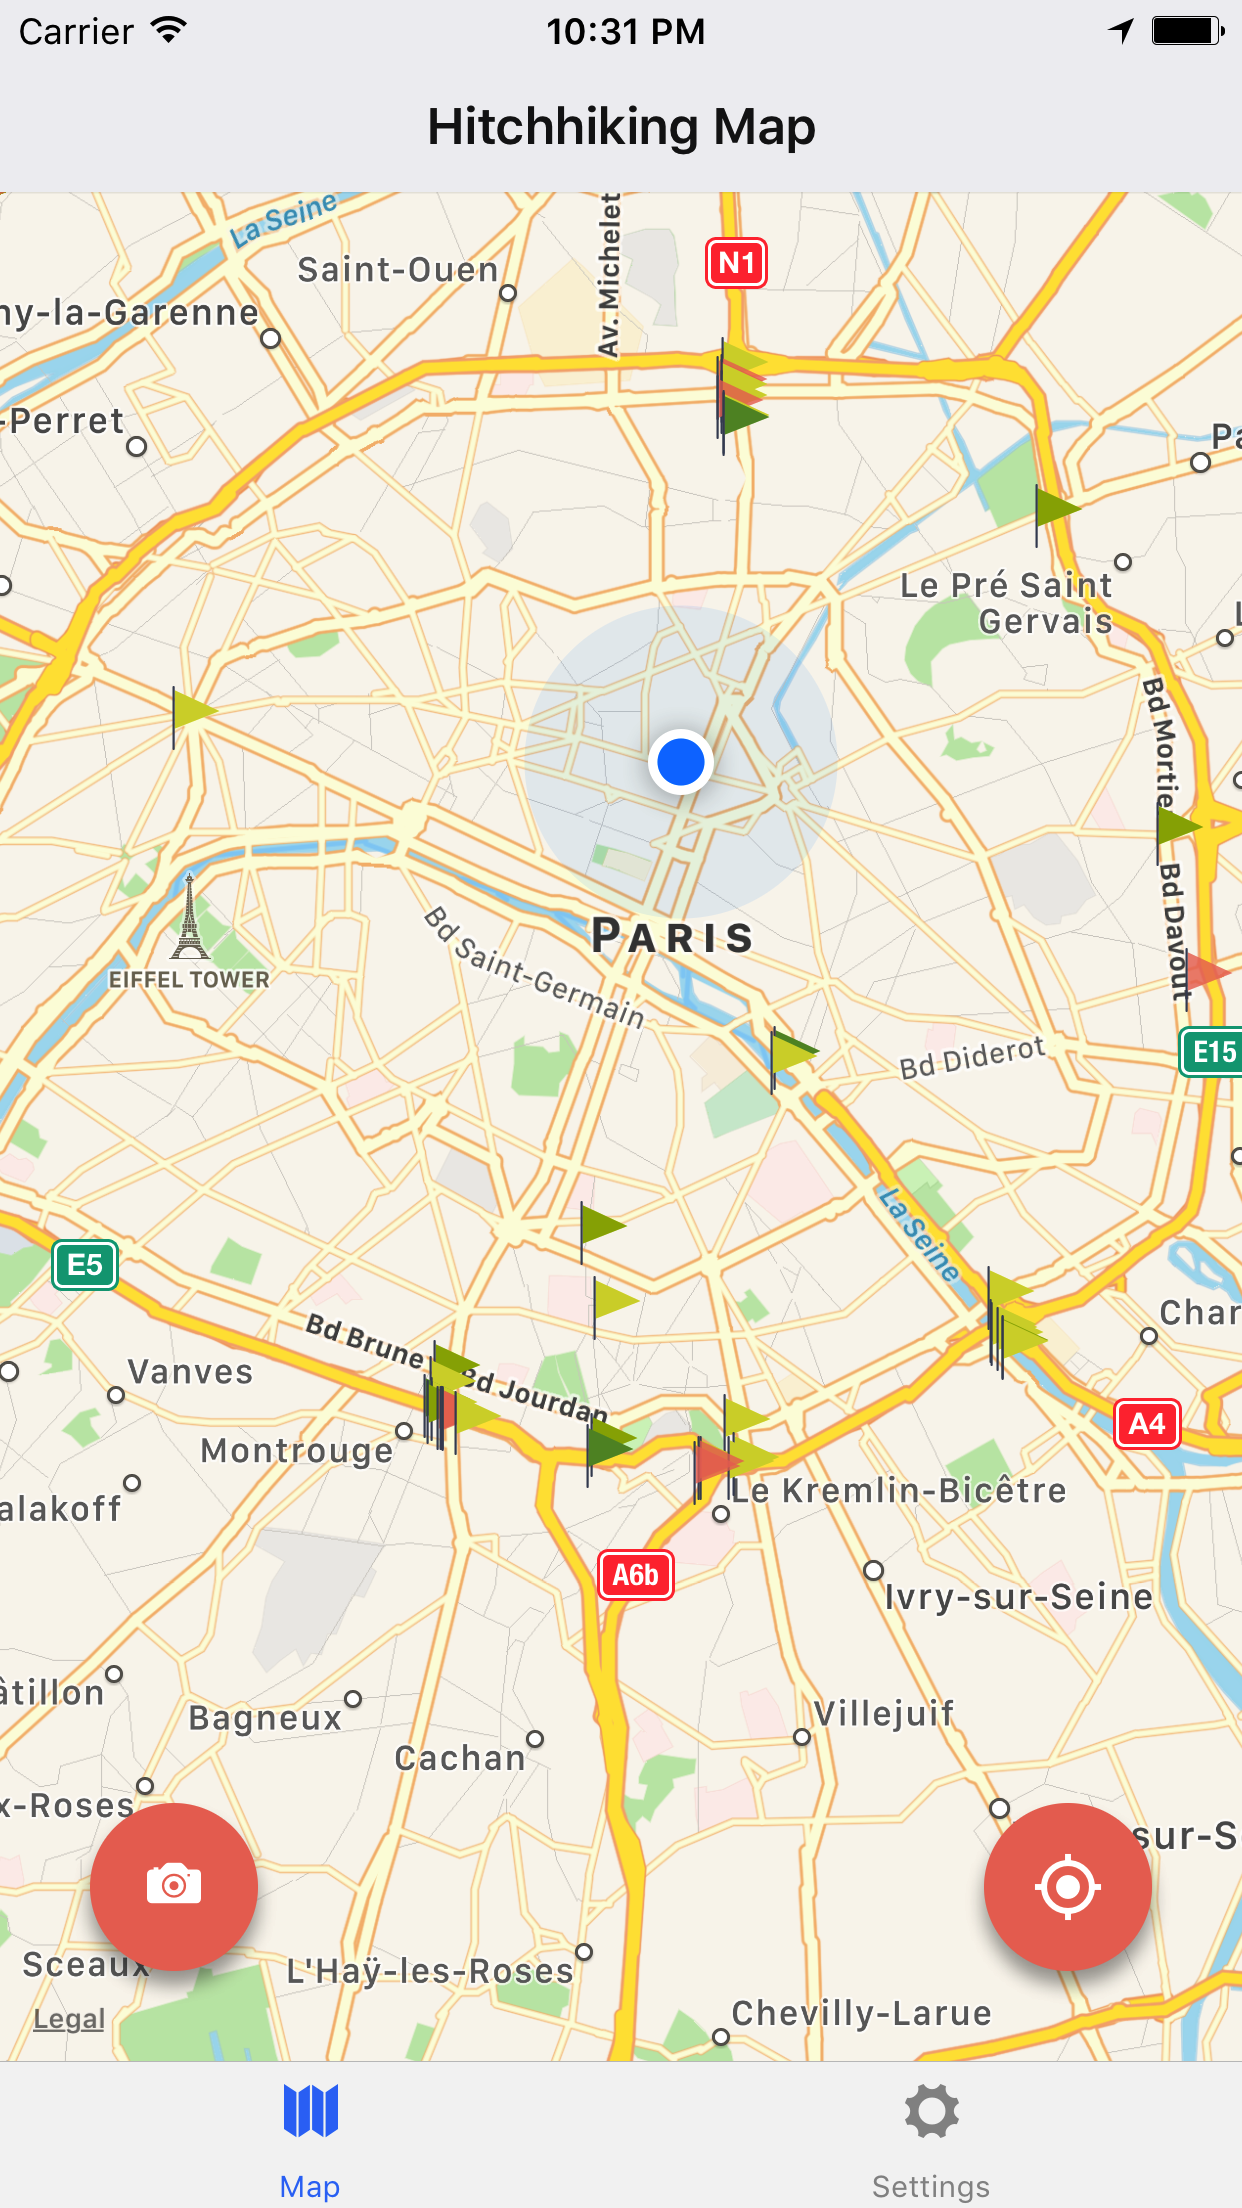 Carrier
10:31 PM
Hitchhiking Map
La Seine
Av. Michelet
N1
Saint-Ouen
ny-la-Garenne
-Perret
Pa
Le Pré Saint
Gervais
L
Bd Mortie
Bd Davout
PARIS
Bd Saint-Germain
EIFFEL TOWER
E15
Bd Diderot
La Seine
E5
Char
Bd Brune
Vanves
Bd Jourdan
A4
Montrouge
Le Kremlin-Bicêtre
alakoff
A6b
Ivry-sur-Seine
âtillon
Bagneux
Villejuif
Cachan
x-Roses
sur-S
Sceaux
L'Haÿ-les-Roses
Legal
Chevilly-Larue
Map
Settings